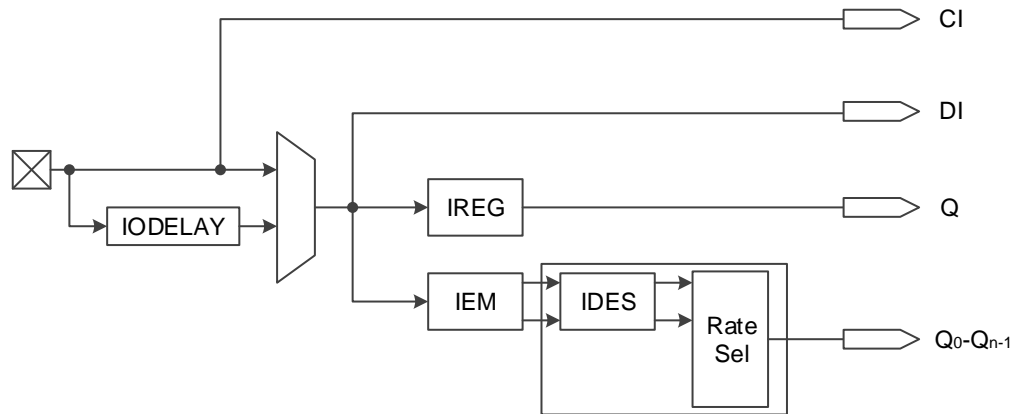 CI
DI
IODELAY
IREG
Q
IEM
IDES
Rate
Sel
Q0-Qn-1